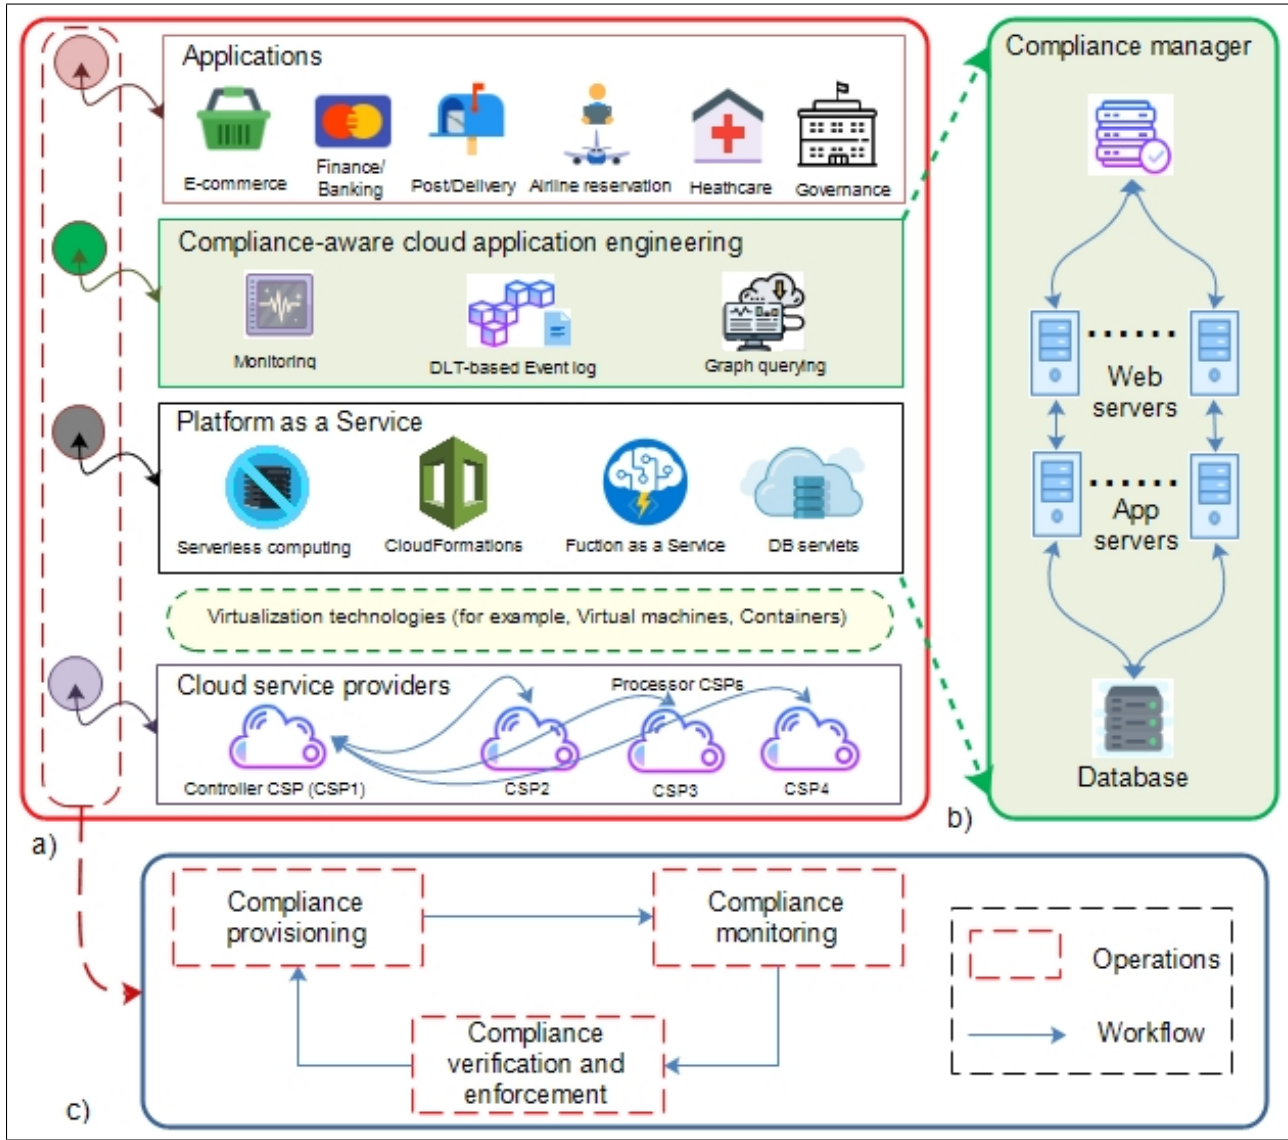 Applications
E-commerce
Finance/
Banking
Post/Delivery
Airline reservation
Heathcare
Governance
Compliance-aware cloud application engineering
Monitoring
DLT-based Event log
Graph querying
Platform as a Service
Serverless computing
CloudFormations
Fuction as a Service
DB servlets
Virtualization technologies (for example, Virtual machines, Containers)
Cloud service providers
Processor CSPs
Controller CSP (CSP1)
CSP2
CSP3
CSP4
a)
Compliance manager
Web
servers
App
servers
Database
b)
Compliance
provisioning
Compliance
monitoring
Compliance
verification and
enforcement
Operations
Workflow
c)